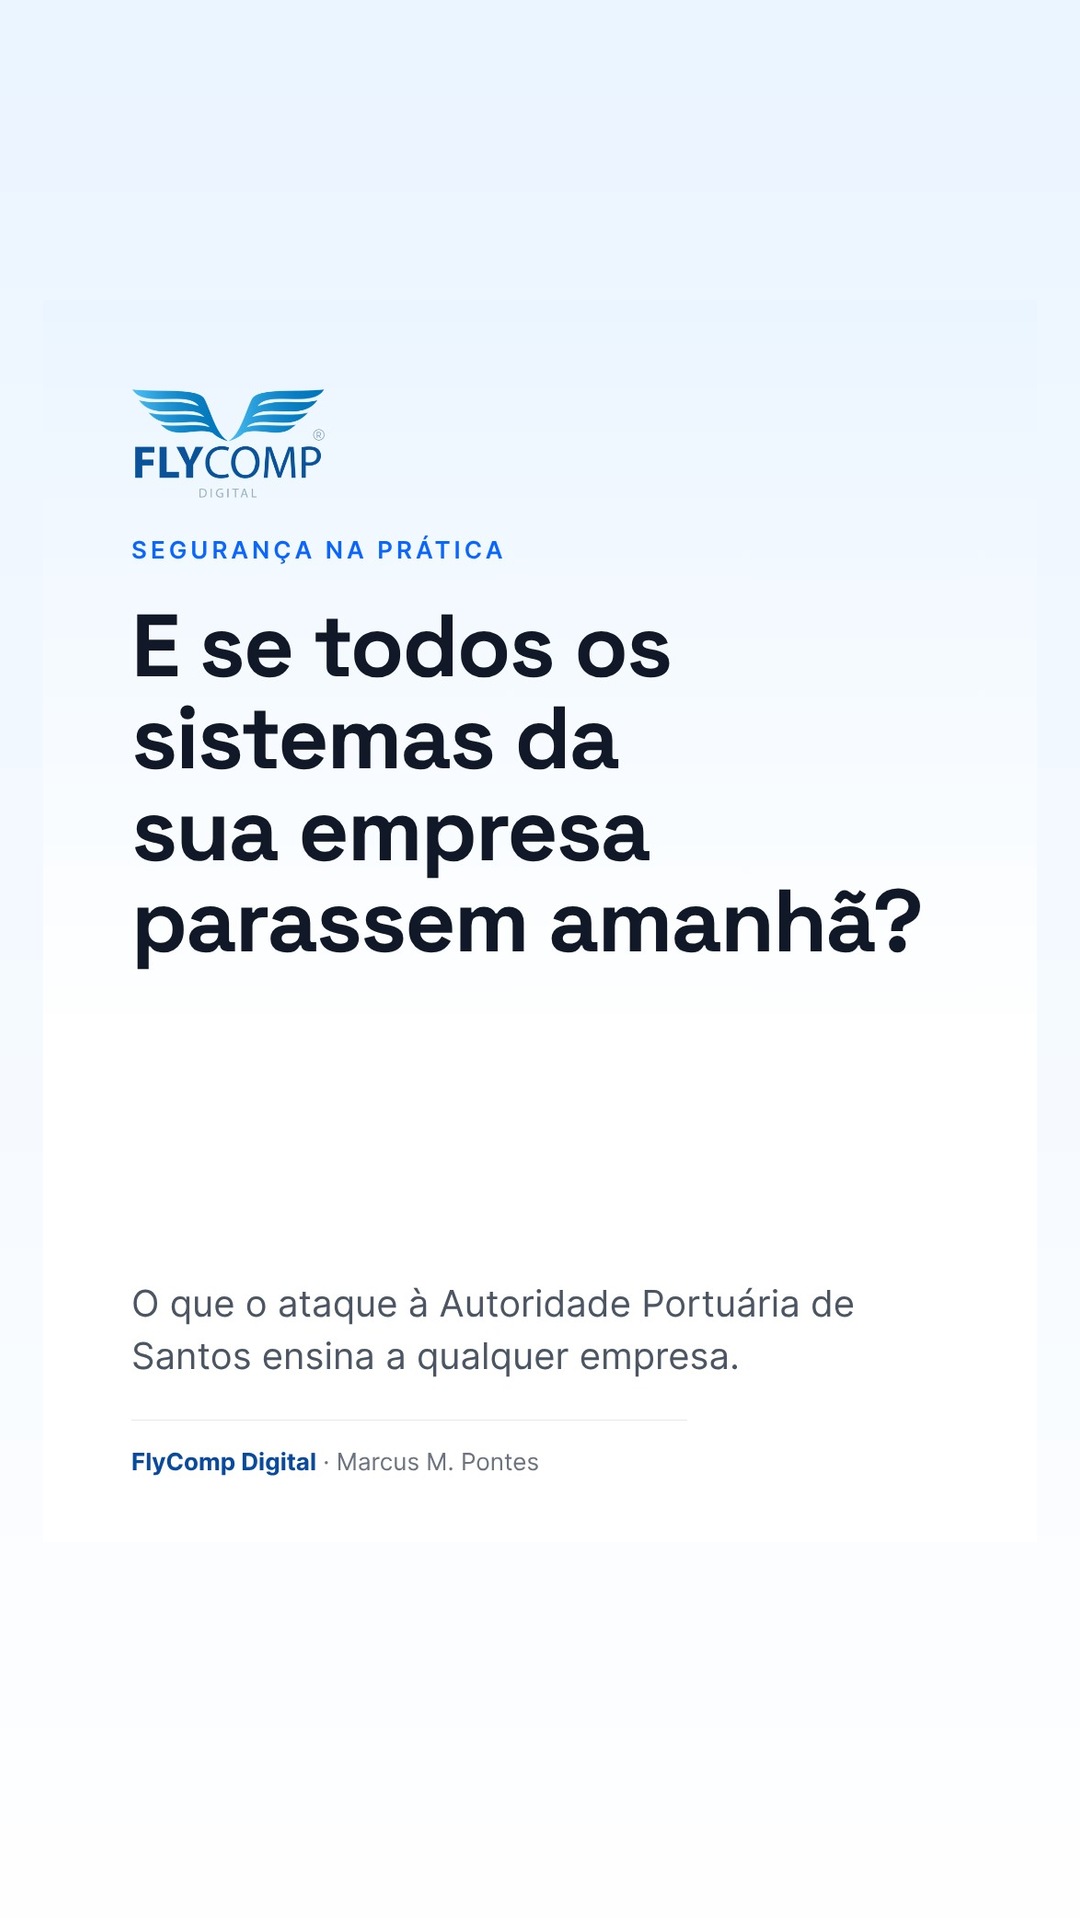 FLYCOMP®
DIGITAL
SEGURANÇA NA PRÁTICA
E se todos os
sistemas da
sua empresa
parassem amanhã?
O que o ataque à Autoridade Portuária de
Santos ensina a qualquer empresa.
FlyComp Digital · Marcus M. Pontes